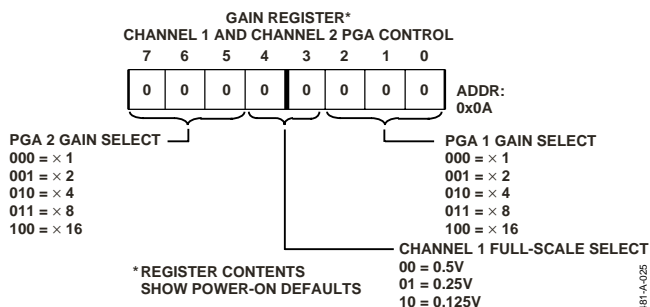 GAIN REGISTER*
CHANNEL 1 AND CHANNEL 2 PGA CONTROL
7 6 5 4 3 2 1 0
0 0 0 0 0 0 0 0
ADDR:
0x0A
PGA 2 GAIN SELECT
000 = × 1
001 = × 2
010 = × 4
011 = × 8
100 = × 16
PGA 1 GAIN SELECT
000 = × 1
001 = × 2
010 = × 4
011 = × 8
100 = × 16
CHANNEL 1 FULL-SCALE SELECT
00 = 0.5V
01 = 0.25V
10 = 0.125V
*REGISTER CONTENTS
SHOW POWER-ON DEFAULTS
81-A-025